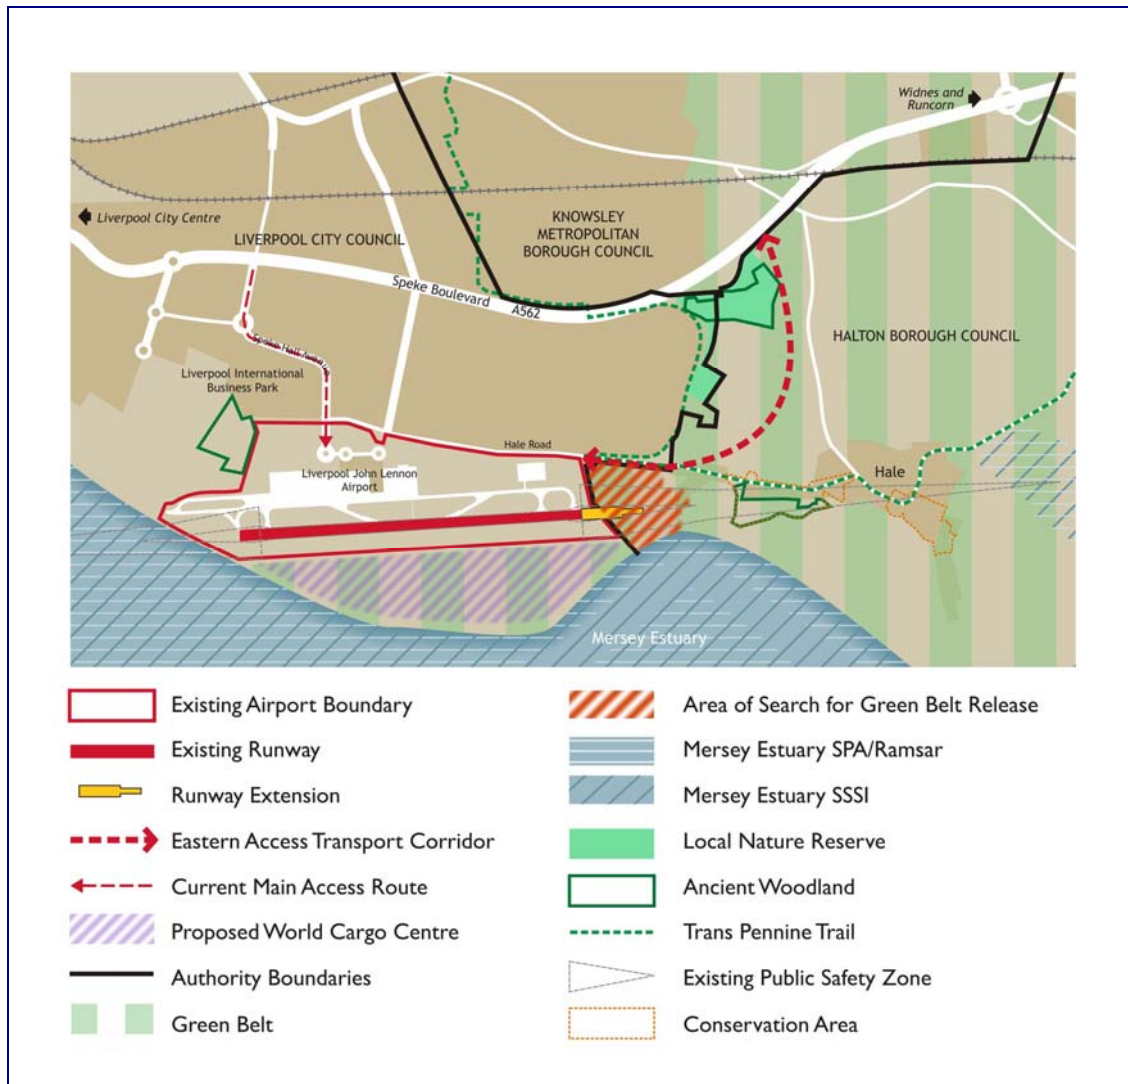 Widnes and
Runcorn
Liverpool City Centre
LIVERPOOL CITY COUNCIL
KNOWSLEY
METROPOLITAN
BOROUGH COUNCIL
Speke Boulevard
A562
HALTON BOROUGH COUNCIL
Speke Hall Avenue
Liverpool International
Business Park
Hale Road
Liverpool John Lennon
Airport
Hale
Mersey Estuary
Existing Airport Boundary
Existing Runway
Runway Extension
Eastern Access Transport Corridor
Current Main Access Route
Proposed World Cargo Centre
Authority Boundaries
Green Belt
Area of Search for Green Belt Release
Mersey Estuary SPA/Ramsar
Mersey Estuary SSSI
Local Nature Reserve
Ancient Woodland
Trans Pennine Trail
Existing Public Safety Zone
Conservation Area